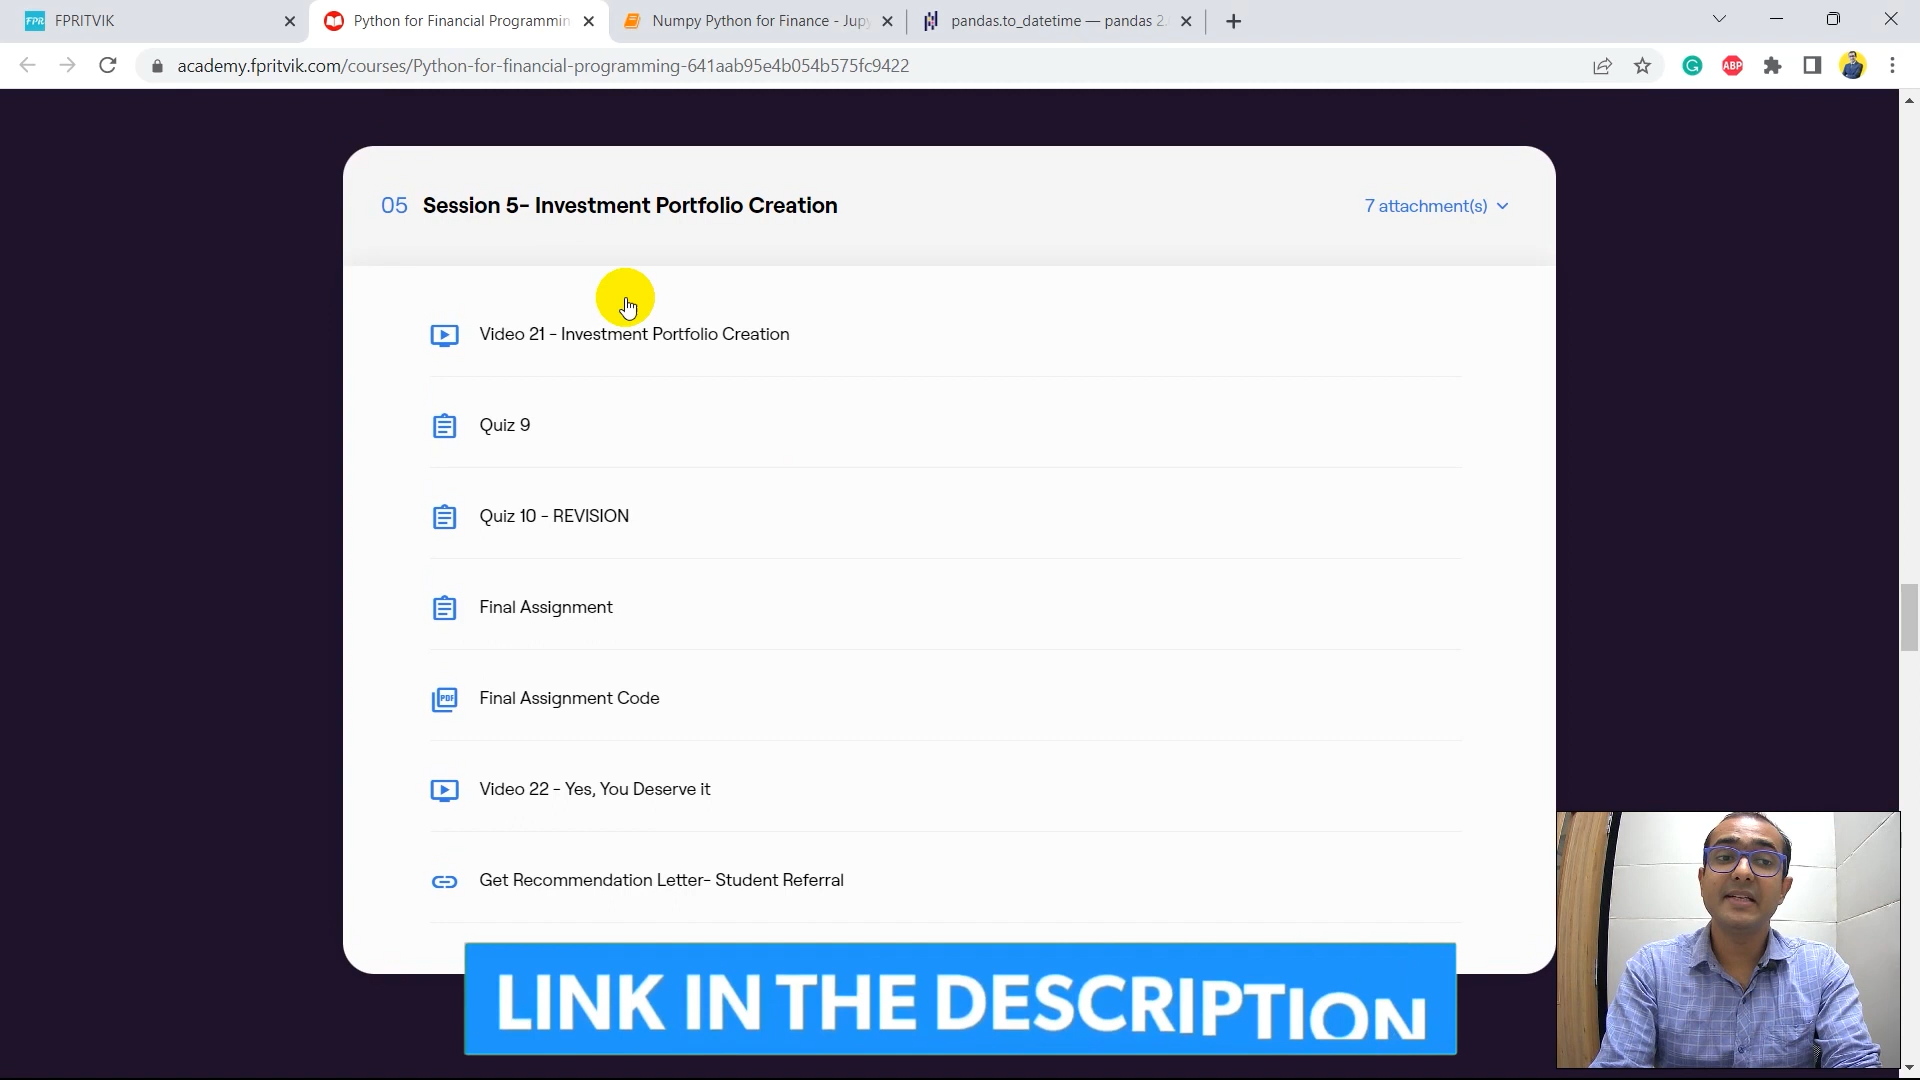 FPR FPRITVIK
Python for Financial Programmin
Numpy Python for Finance - Jup
pandas.to_datetime — pandas 2.
academy.fpritvik.com/courses/Python-for-financial-programming-641aab95e4b054b575fc9422
ABP
05 Session 5- Investment Portfolio Creation
7 attachment(s)
Video 21 - Investment Portfolio Creation
Quiz 9
Quiz 10 - REVISION
Final Assignment
PDF Final Assignment Code
Video 22 - Yes, You Deserve it
Get Recommendation Letter- Student Referral
LINK IN THE DESCRIPTION